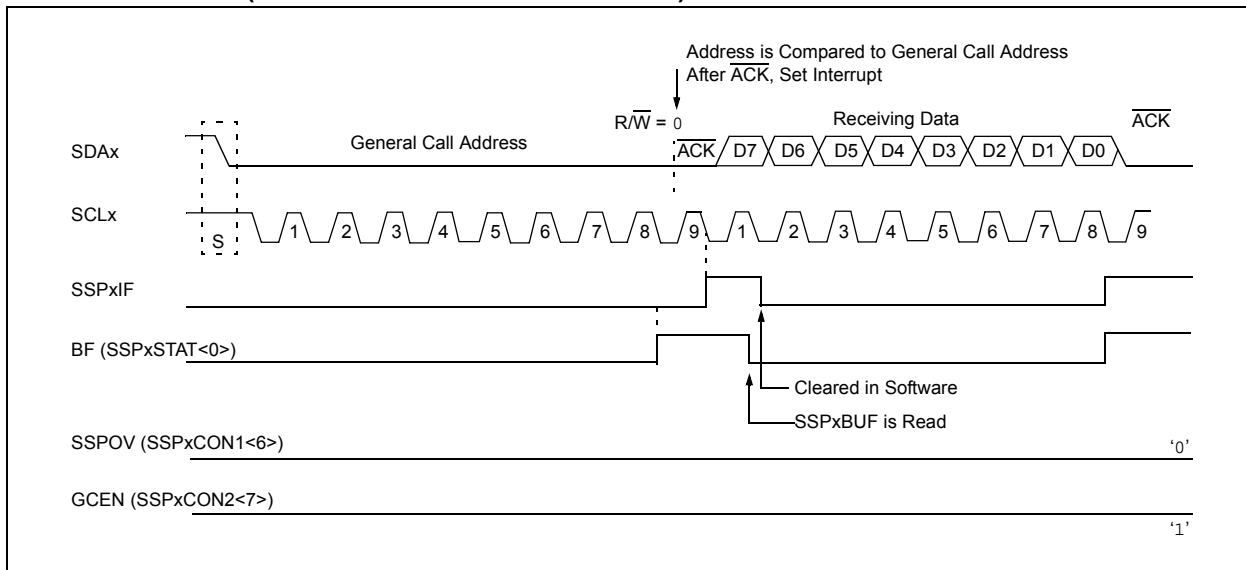 Address is Compared to General Call Address
After ACK, Set Interrupt
R/W = 0
Receiving Data
ACK
SDAx
General Call Address
ACK
D7 D6 D5 D4 D3 D2 D1 D0
SCLx
S
1 2 3 4 5 6 7 8 9 1 2 3 4 5 6 7 8 9
SSPxIF
BF (SSPxSTAT<0>)
Cleared in Software
SSPxBUF is Read
SSPOV (SSPxCON1<6>)
‘0’
GCEN (SSPxCON2<7>)
‘1’